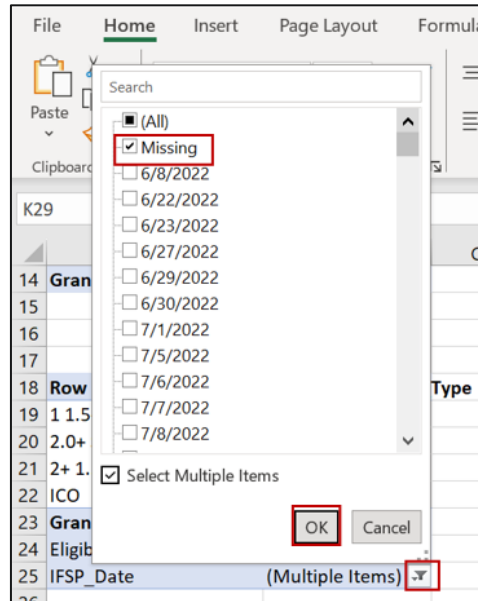 File Home Insert Page Layout Formula
Search
(All)
Paste
Missing
Clipboard
6/8/2022
K29
6/22/2022
6/23/2022
6/27/2022
14 Gran
6/29/2022
15
6/30/2022
16
7/1/2022
17
7/5/2022
18 Row
7/6/2022
Type
19 1 1.5
7/7/2022
20 2.0+
7/8/2022
21 2+ 1.
Select Multiple Items
22 ICO
23 Gran
OK Cancel
24 Eligib
25 IFSP_Date (Multiple Items)